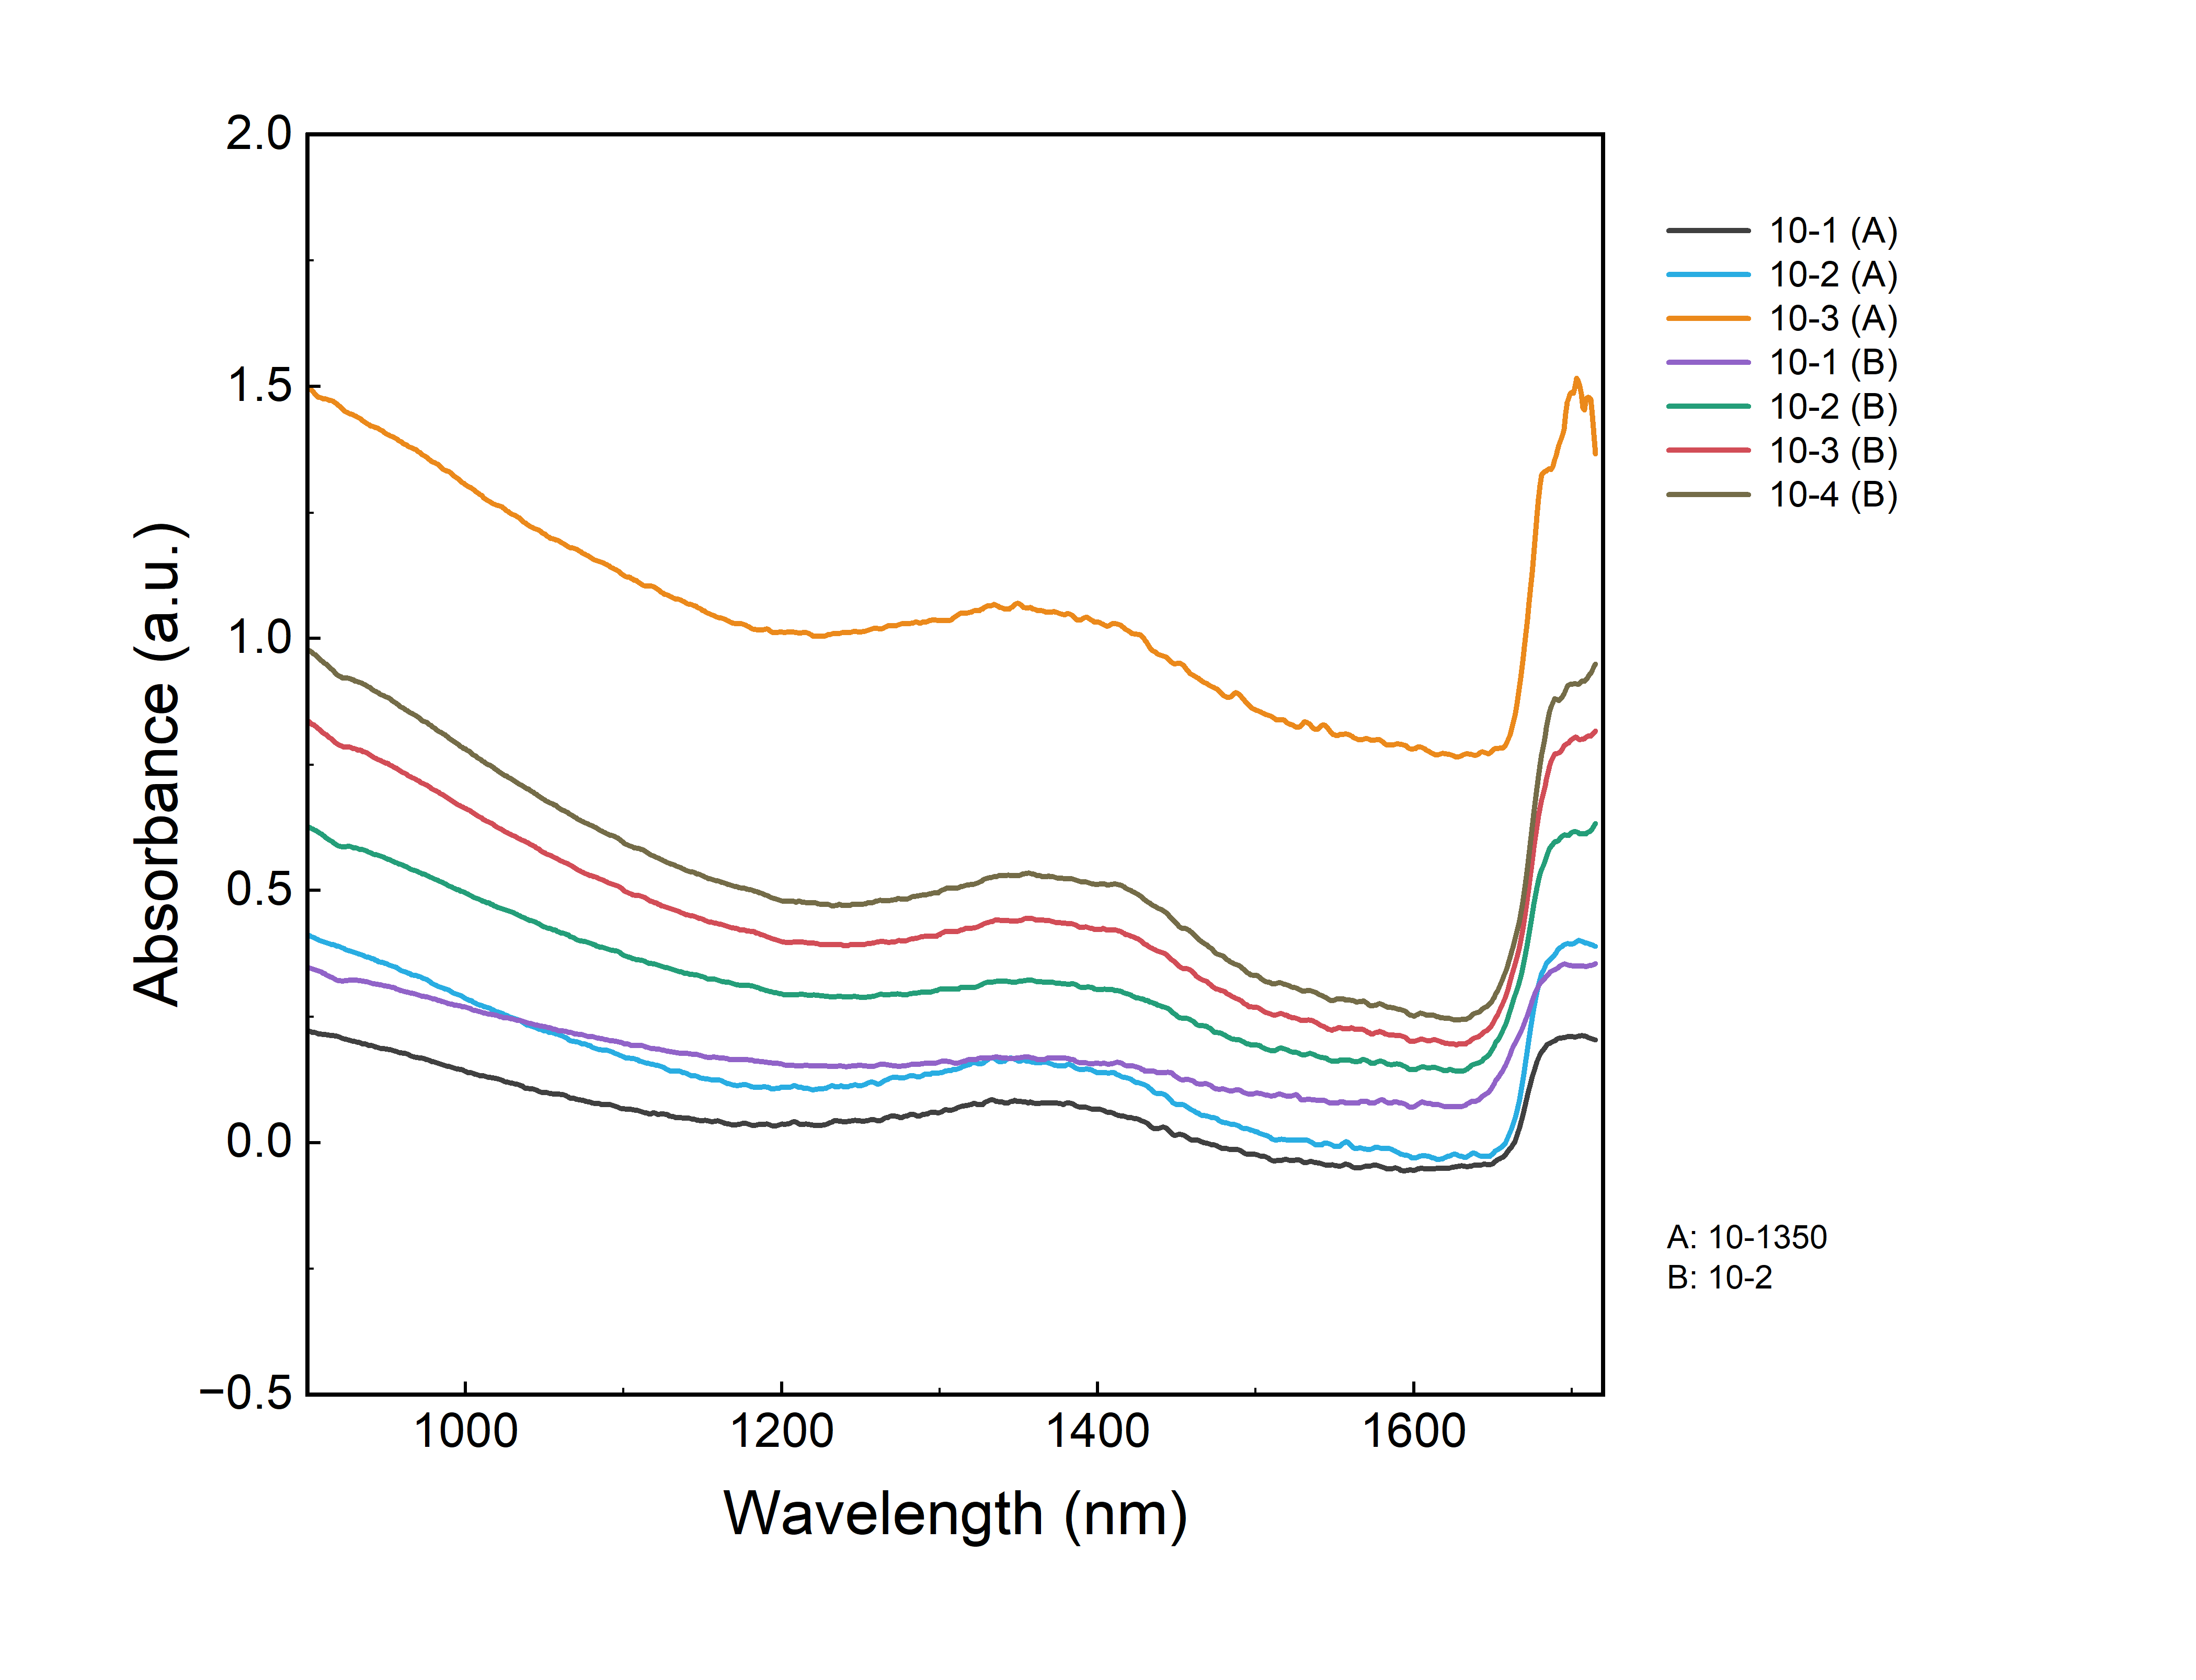 2.0
1.5
1.0
0.5
0.0
−0.5
1000 1200 1400 1600
Absorbance (a.u.)
Wavelength (nm)
10-1 (A)
10-2 (A)
10-3 (A)
10-1 (B)
10-2 (B)
10-3 (B)
10-4 (B)
A: 10-1350
B: 10-2